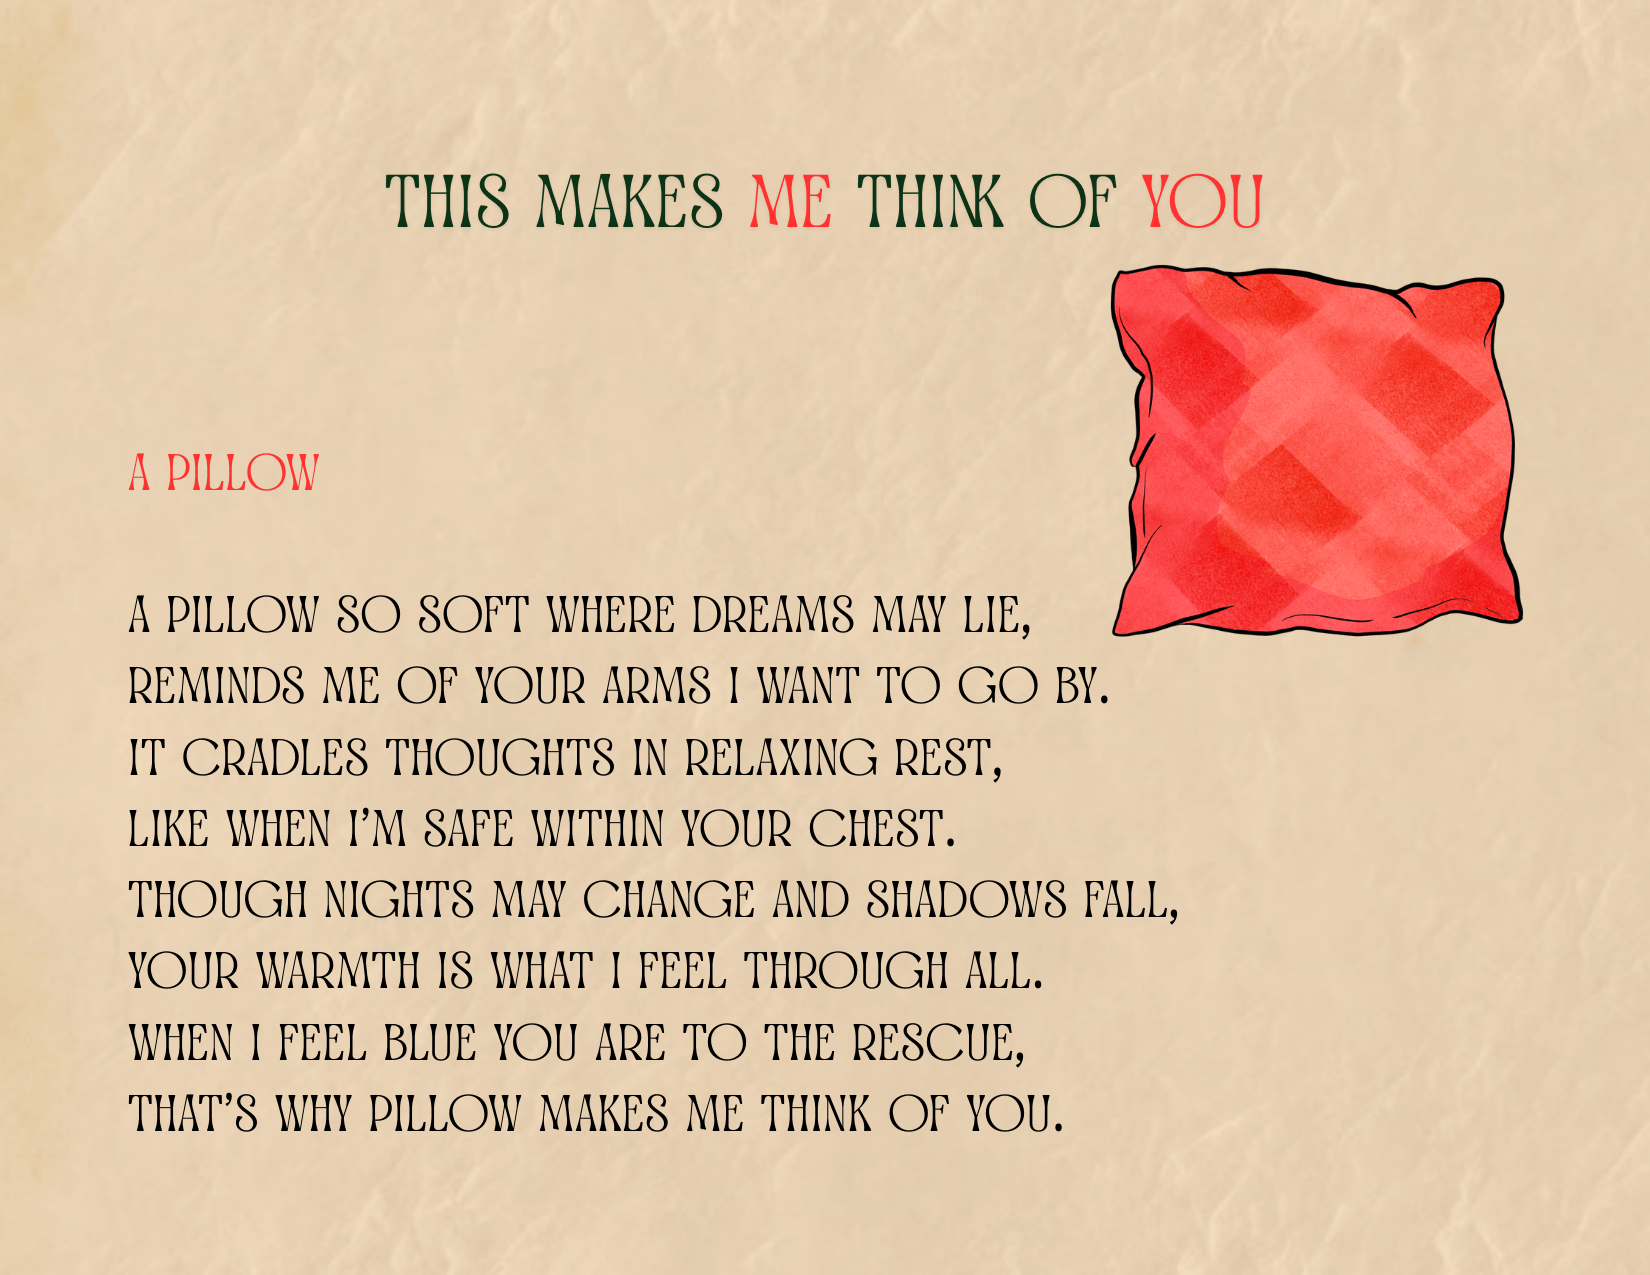 THIS MAKES ME THINK OF YOU
A PILLOW
A PILLOW SO SOFT WHERE DREAMS MAY LIE,
REMINDS ME OF YOUR ARMS I WANT TO GO BY.
IT CRADLES THOUGHTS IN RELAXING REST,
LIKE WHEN I'M SAFE WITHIN YOUR CHEST.
THOUGH NIGHTS MAY CHANGE AND SHADOWS FALL,
YOUR WARMTH IS WHAT I FEEL THROUGH ALL.
WHEN I FEEL BLUE YOU ARE TO THE RESCUE,
THAT'S WHY PILLOW MAKES ME THINK OF YOU.